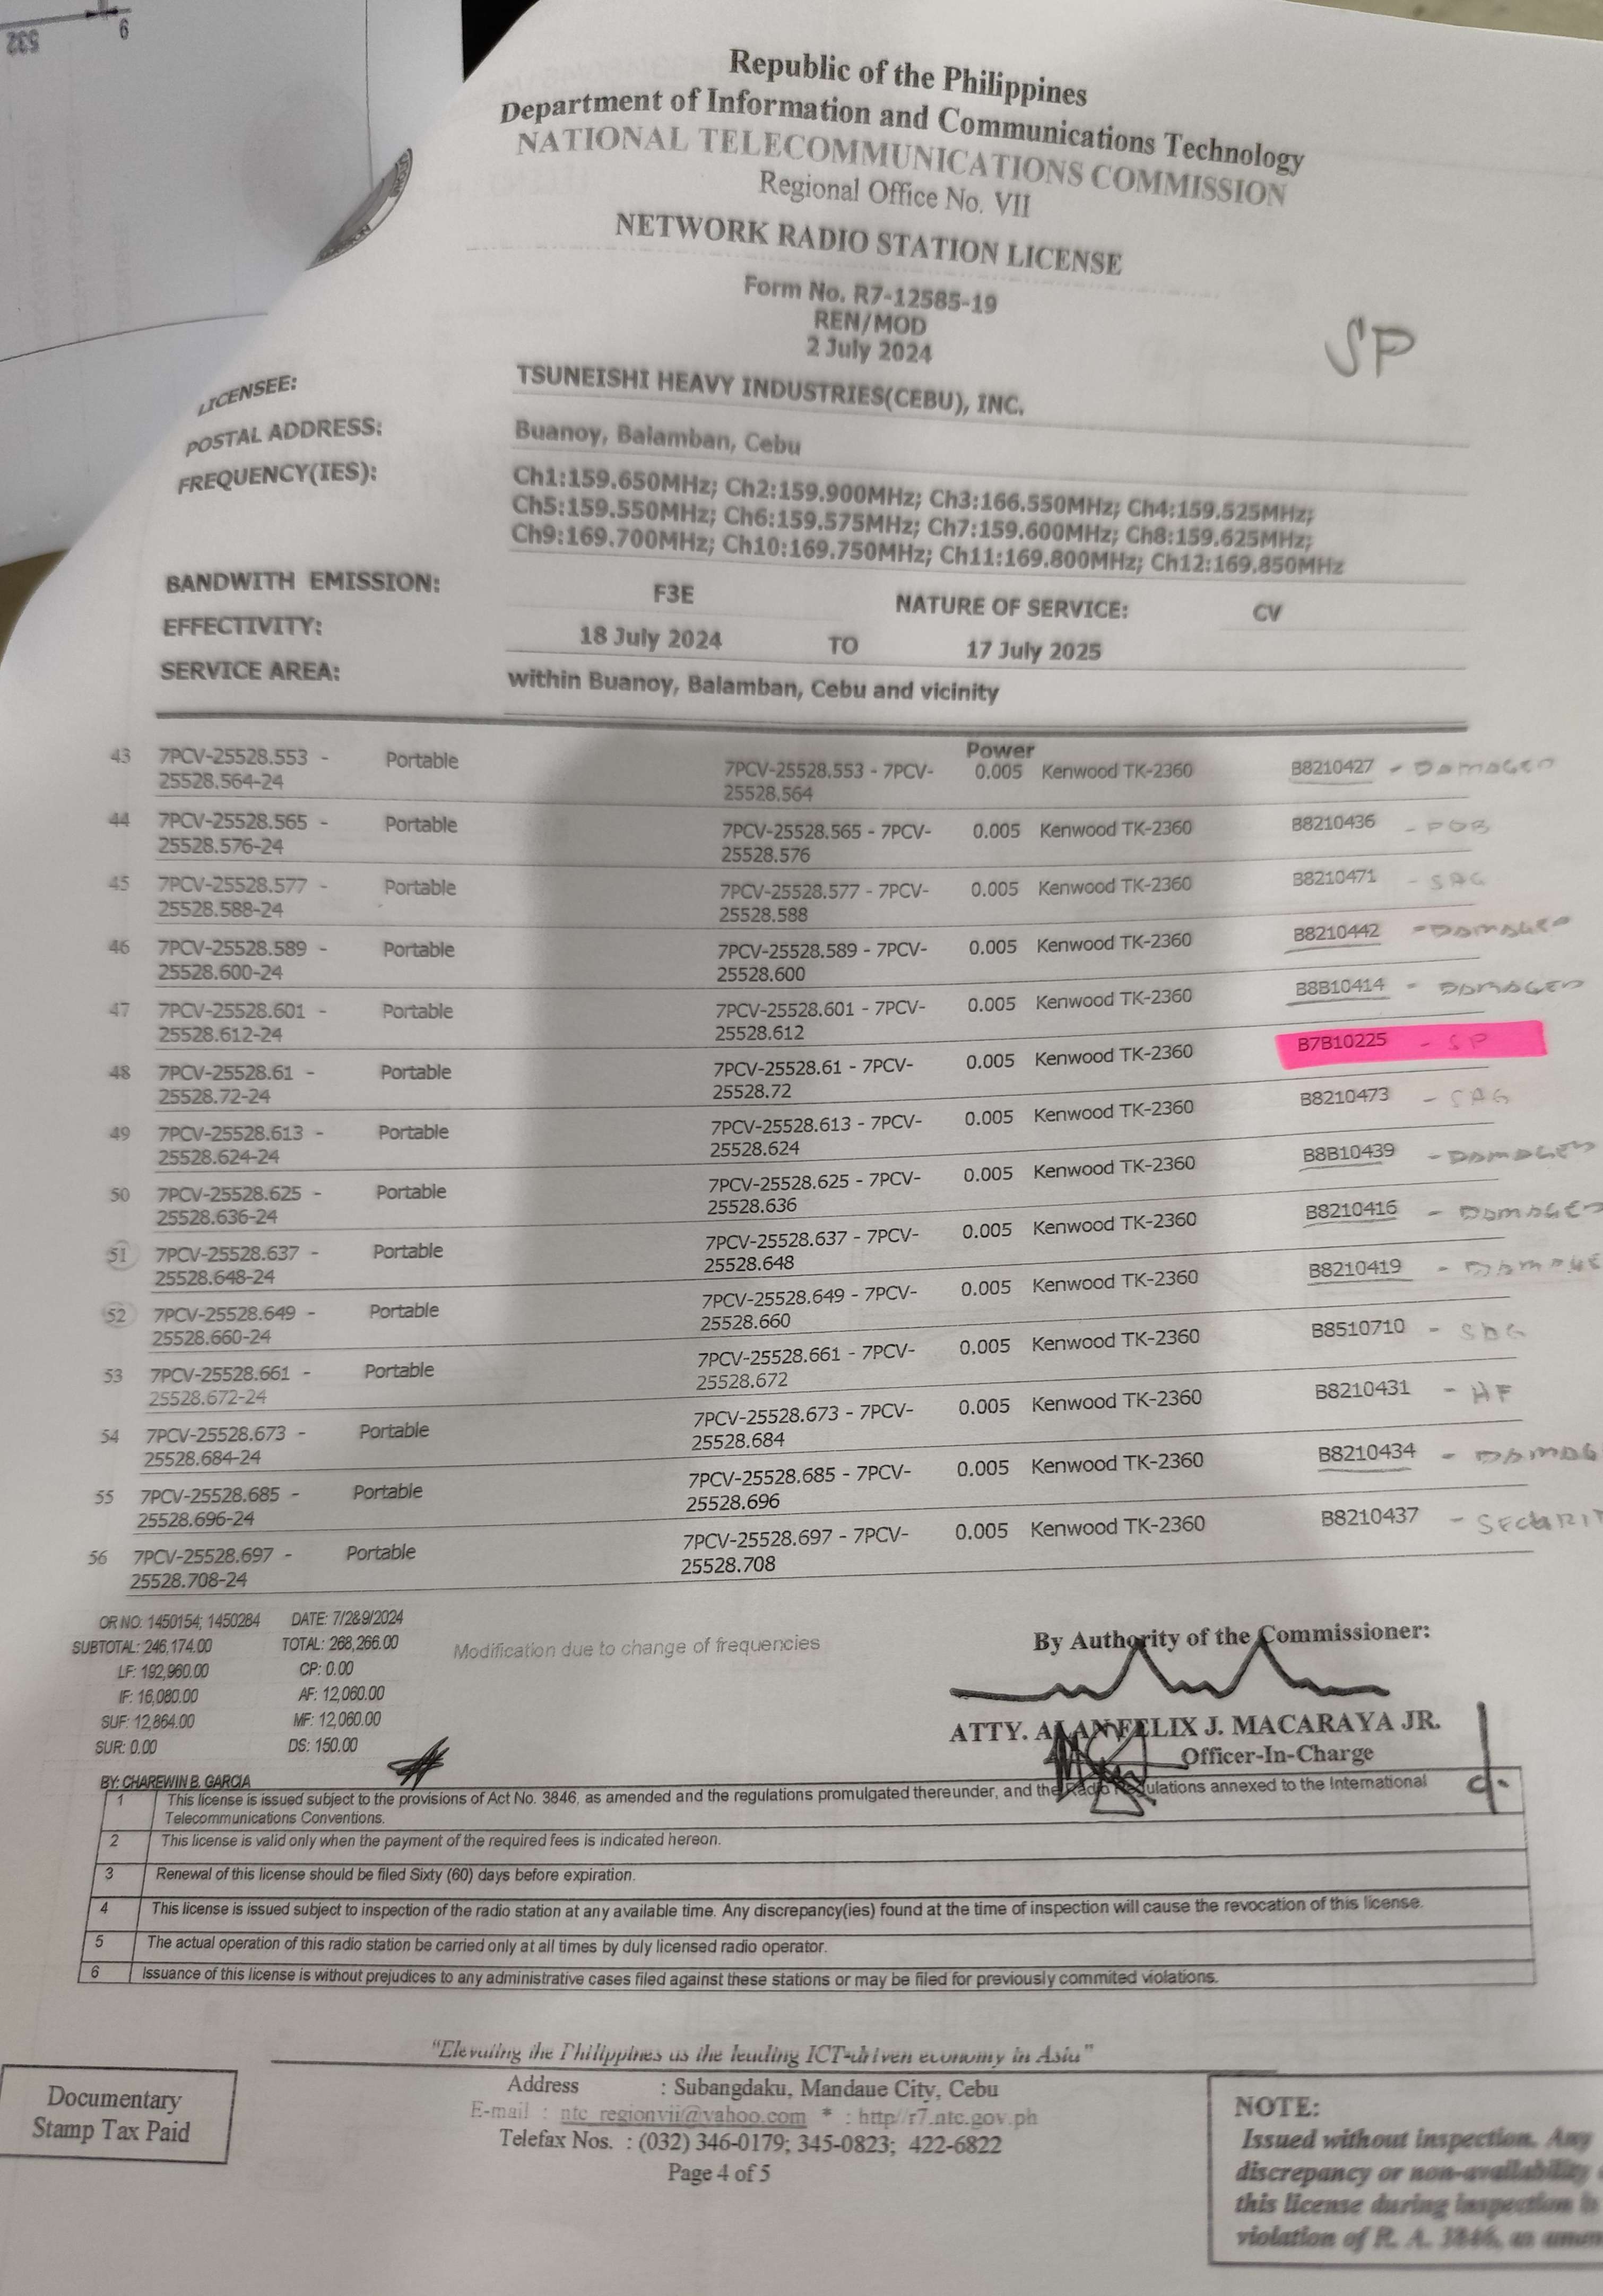 532
9
Republic of the Philippines
Department of Information and Communications Technology
NATIONAL TELECOMMUNICATIONS COMMISSION
Regional Office No. VII
NETWORK RADIO STATION LICENSE
Form No. R7-12585-19
REN/MOD
2 July 2024
SP
LICENSEE: TSUNEISHI HEAVY INDUSTRIES(CEBU), INC.
POSTAL ADDRESS: Buanoy, Balamban, Cebu
FREQUENCY(IES): Ch1:159.650MHz; Ch2:159.900MHz; Ch3:166.550MHz; Ch4:159.525MHz;
Ch5:159.550MHz; Ch6:159.575MHz; Ch7:159.600MHz; Ch8:159.625MHz;
Ch9:169.700MHz; Ch10:169.750MHz; Ch11:169.800MHz; Ch12:169.850MHz
BANDWITH EMISSION: F3E NATURE OF SERVICE: CV
EFFECTIVITY: 18 July 2024 TO 17 July 2025
SERVICE AREA: within Buanoy, Balamban, Cebu and vicinity
Power
43 7PCV-25528.553 - Portable 7PCV-25528.553 - 7PCV- 0.005 Kenwood TK-2360 B8210427 - DAMAGED
25528.564-24 25528.564
44 7PCV-25528.565 - Portable 7PCV-25528.565 - 7PCV- 0.005 Kenwood TK-2360 B8210436 - POB
25528.576-24 25528.576
45 7PCV-25528.577 - Portable 7PCV-25528.577 - 7PCV- 0.005 Kenwood TK-2360 B8210471 - SAG
25528.588-24 25528.588
46 7PCV-25528.589 - Portable 7PCV-25528.589 - 7PCV- 0.005 Kenwood TK-2360 B8210442 - DAMAGED
25528.600-24 25528.600
47 7PCV-25528.601 - Portable 7PCV-25528.601 - 7PCV- 0.005 Kenwood TK-2360 B8B10414 - DAMAGED
25528.612-24 25528.612
48 7PCV-25528.61 - Portable 7PCV-25528.61 - 7PCV- 0.005 Kenwood TK-2360 B7B10225 - SP
25528.72-24 25528.72
49 7PCV-25528.613 - Portable 7PCV-25528.613 - 7PCV- 0.005 Kenwood TK-2360 B8210473 - SAG
25528.624-24 25528.624
50 7PCV-25528.625 - Portable 7PCV-25528.625 - 7PCV- 0.005 Kenwood TK-2360 B8B10439 - DAMAGED
25528.636-24 25528.636
51 7PCV-25528.637 - Portable 7PCV-25528.637 - 7PCV- 0.005 Kenwood TK-2360 B8210416 - DAMAGED
25528.648-24 25528.648
52 7PCV-25528.649 - Portable 7PCV-25528.649 - 7PCV- 0.005 Kenwood TK-2360 B8210419 - DAMAGE
25528.660-24 25528.660
53 7PCV-25528.661 - Portable 7PCV-25528.661 - 7PCV- 0.005 Kenwood TK-2360 B8510710 - SAG
25528.672-24 25528.672
54 7PCV-25528.673 - Portable 7PCV-25528.673 - 7PCV- 0.005 Kenwood TK-2360 B8210431 - HF
25528.684-24 25528.684
55 7PCV-25528.685 - Portable 7PCV-25528.685 - 7PCV- 0.005 Kenwood TK-2360 B8210434 - DAMAG
25528.696-24 25528.696
56 7PCV-25528.697 - Portable 7PCV-25528.697 - 7PCV- 0.005 Kenwood TK-2360 B8210437 - SECURIT
25528.708-24 25528.708
OR NO: 1450154; 1450284 DATE: 7/2&9/2024
SUBTOTAL: 246,174.00 TOTAL: 268,266.00
LF: 192,960.00 CP: 0.00
IF: 16,080.00 AF: 12,060.00
SUF: 12,864.00 MF: 12,060.00
SUR: 0.00 DS: 150.00
BY: CHAREWIN B. GARCIA
Modification due to change of frequencies
By Authority of the Commissioner:
ATTY. ALAN FELIX J. MACARAYA JR.
Officer-In-Charge
1 This license is issued subject to the provisions of Act No. 3846, as amended and the regulations promulgated thereunder, and the Radio Regulations annexed to the International
Telecommunications Conventions.
2 This license is valid only when the payment of the required fees is indicated hereon.
3 Renewal of this license should be filed Sixty (60) days before expiration.
4 This license is issued subject to inspection of the radio station at any available time. Any discrepancy(ies) found at the time of inspection will cause the revocation of this license.
5 The actual operation of this radio station be carried only at all times by duly licensed radio operator.
6 Issuance of this license is without prejudices to any administrative cases filed against these stations or may be filed for previously commited violations.
"Elevating the Philippines as the leading ICT-driven economy in Asia"
Address : Subangdaku, Mandaue City, Cebu
E-mail : ntc_regionvii@yahoo.com * : http//r7.ntc.gov.ph
Telefax Nos. : (032) 346-0179; 345-0823; 422-6822
Page 4 of 5
Documentary
Stamp Tax Paid
NOTE:
Issued without inspection. Any
discrepancy or non-availability
this license during inspection is
violation of R. A. 3846, as